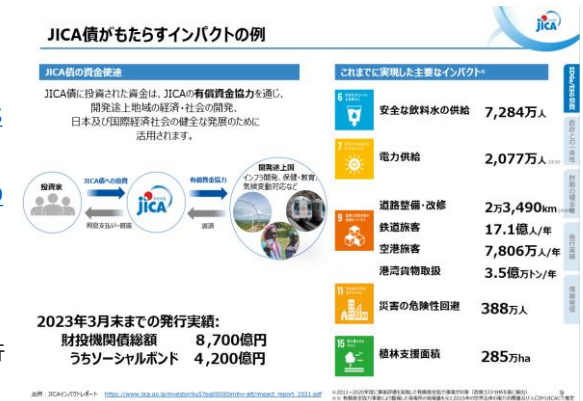 JICA債がもたらすインパクトの例
jica
JICA債の資金使途
JICA債に投資された資金は、JICAの有償資金協力を通じ、
開発途上地域の経済・社会の開発、
日本及び国際経済社会の健全な発展のために
活用されます。
投資家
JICA債への投資
利息支払い・償還
jica
有償資金協力
返済
開発途上国
インフラ開発、保健・教育、
気候変動対応など
2023年3月末までの発行実績:
財投機関債総額 8,700億円
うちソーシャルボンド 4,200億円
これまでに実現した主要なインパクト※
6
安全な飲料水の供給 7,284万人
7
電力供給 2,077万人
9
道路整備・改修 2万3,490km
鉄道旅客 17.1億人/年
空港旅客 7,806万人/年
港湾貨物取扱 3.5億万トン/年
11
災害の危険性回避 388万人
15
植林支援面積 285万ha
出所：JICAインパクトレポート
9
行